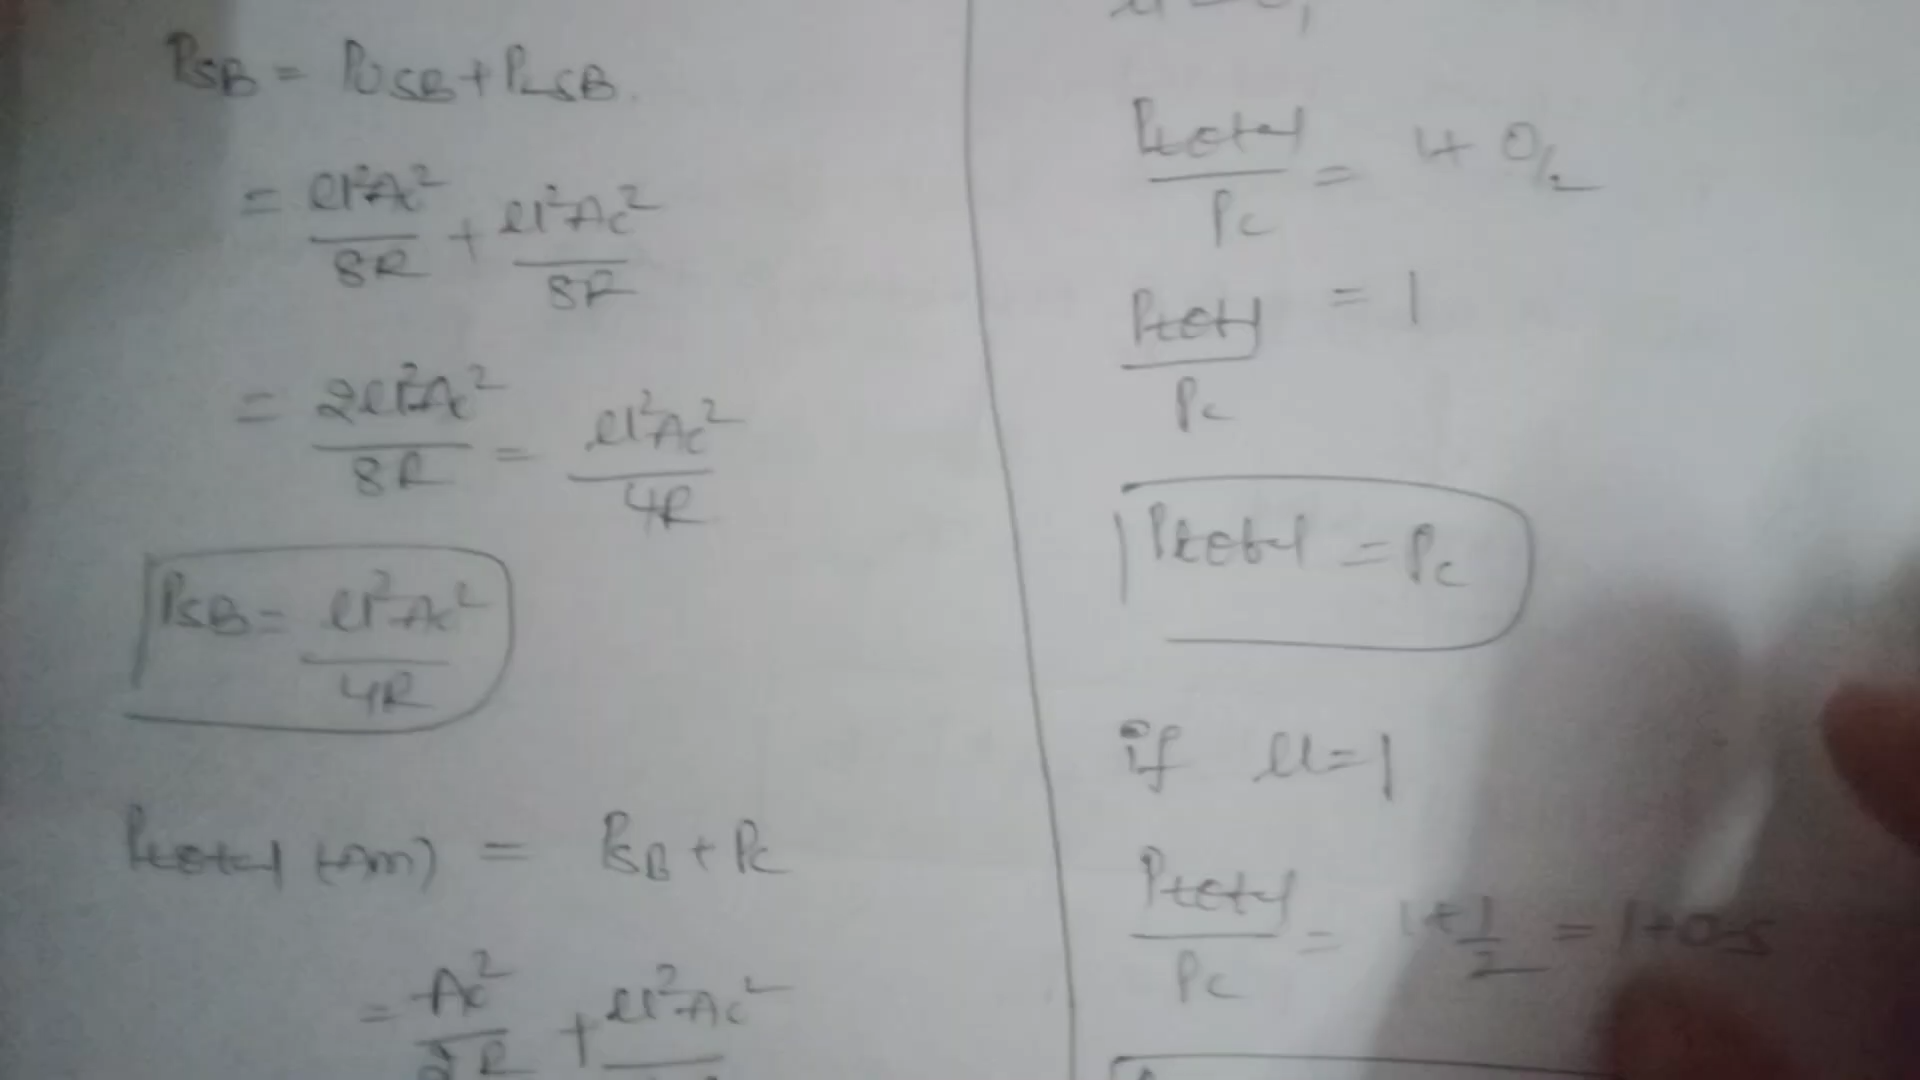 PSB = PUSB + PLSB
= μ²Ac²/8R + μ²Ac²/8R
= 2μ²Ac²/8R = μ²Ac²/4R
PSB = μ²Ac²/4R
Ptotal (Am) = PSB + Pc
= Ac²/2R + μ²Ac²
Ptotal/Pc = 1+0/2
Ptotal/Pc = 1
Ptotal = Pc
if μ=1
Ptotal/Pc = 1+1/2 = 1+0.5